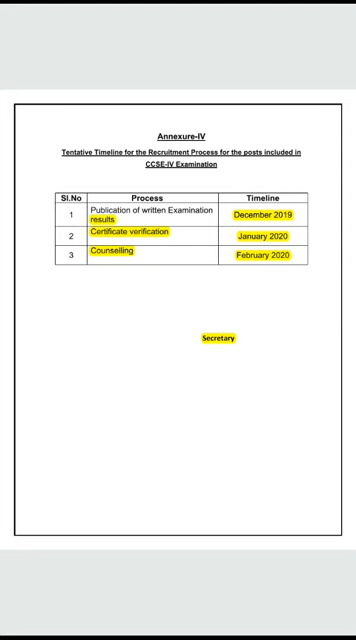 Annexure-IV
Tentative Timeline for the Recruitment Process for the posts included in
CCSE-IV Examination
Sl.No Process Timeline
1 Publication of written Examination results December 2019
2 Certificate verification January 2020
3 Counselling February 2020
Secretary